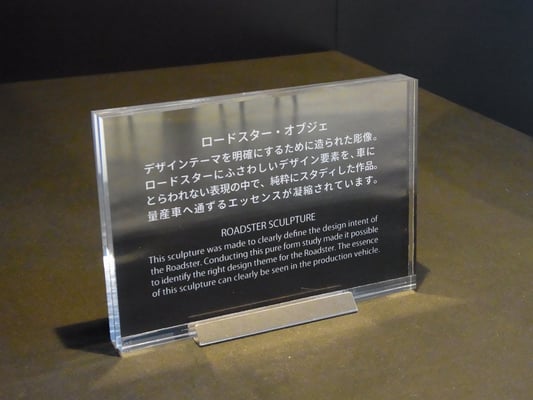 ロードスター・オブジェ
デザインテーマを明確にするために造られた彫像。
ロードスターにふさわしいデザイン要素を、車に
とらわれない表現の中で、純粋にスタディした作品。
量産車へ通ずるエッセンスが凝縮されています。
ROADSTER SCULPTURE
This sculpture was made to clearly define the design intent of
the Roadster. Conducting this pure form study made it possible
to identify the right design theme for the Roadster. The essence
of this sculpture can clearly be seen in the production vehicle.